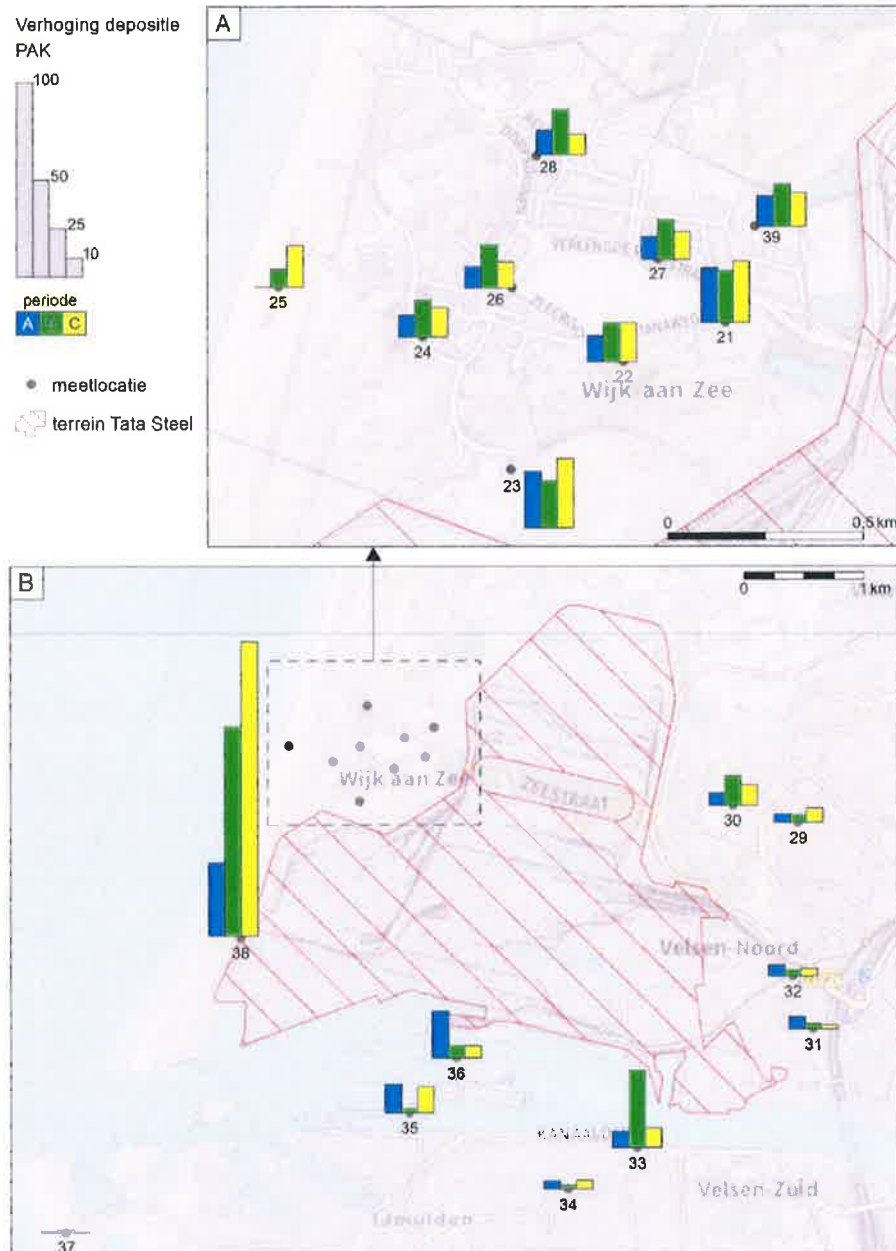 Verhoging depositie
PAK
100
50
25
10
periode
A C
meetlocatie
terrein Tata Steel
A
28
39
27
25
26
21
24
22
Wijk aan Zee
23
0 0,5 km
B
0 1 km
Wijk aan Zee
ZEESTRAAT
30
29
38
Velsen-Noord
32
31
36
35
33
34
Velsen-Zuid
IJmuiden
37